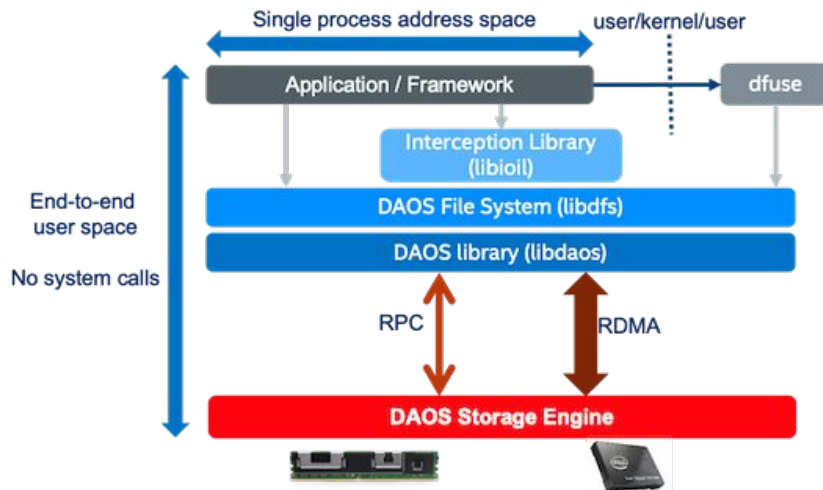 Single process address space
user/kernel/user
Application / Framework
dfuse
Interception Library
(libioil)
End-to-end
user space
No system calls
DAOS File System (libdfs)
DAOS library (libdaos)
RPC
RDMA
DAOS Storage Engine